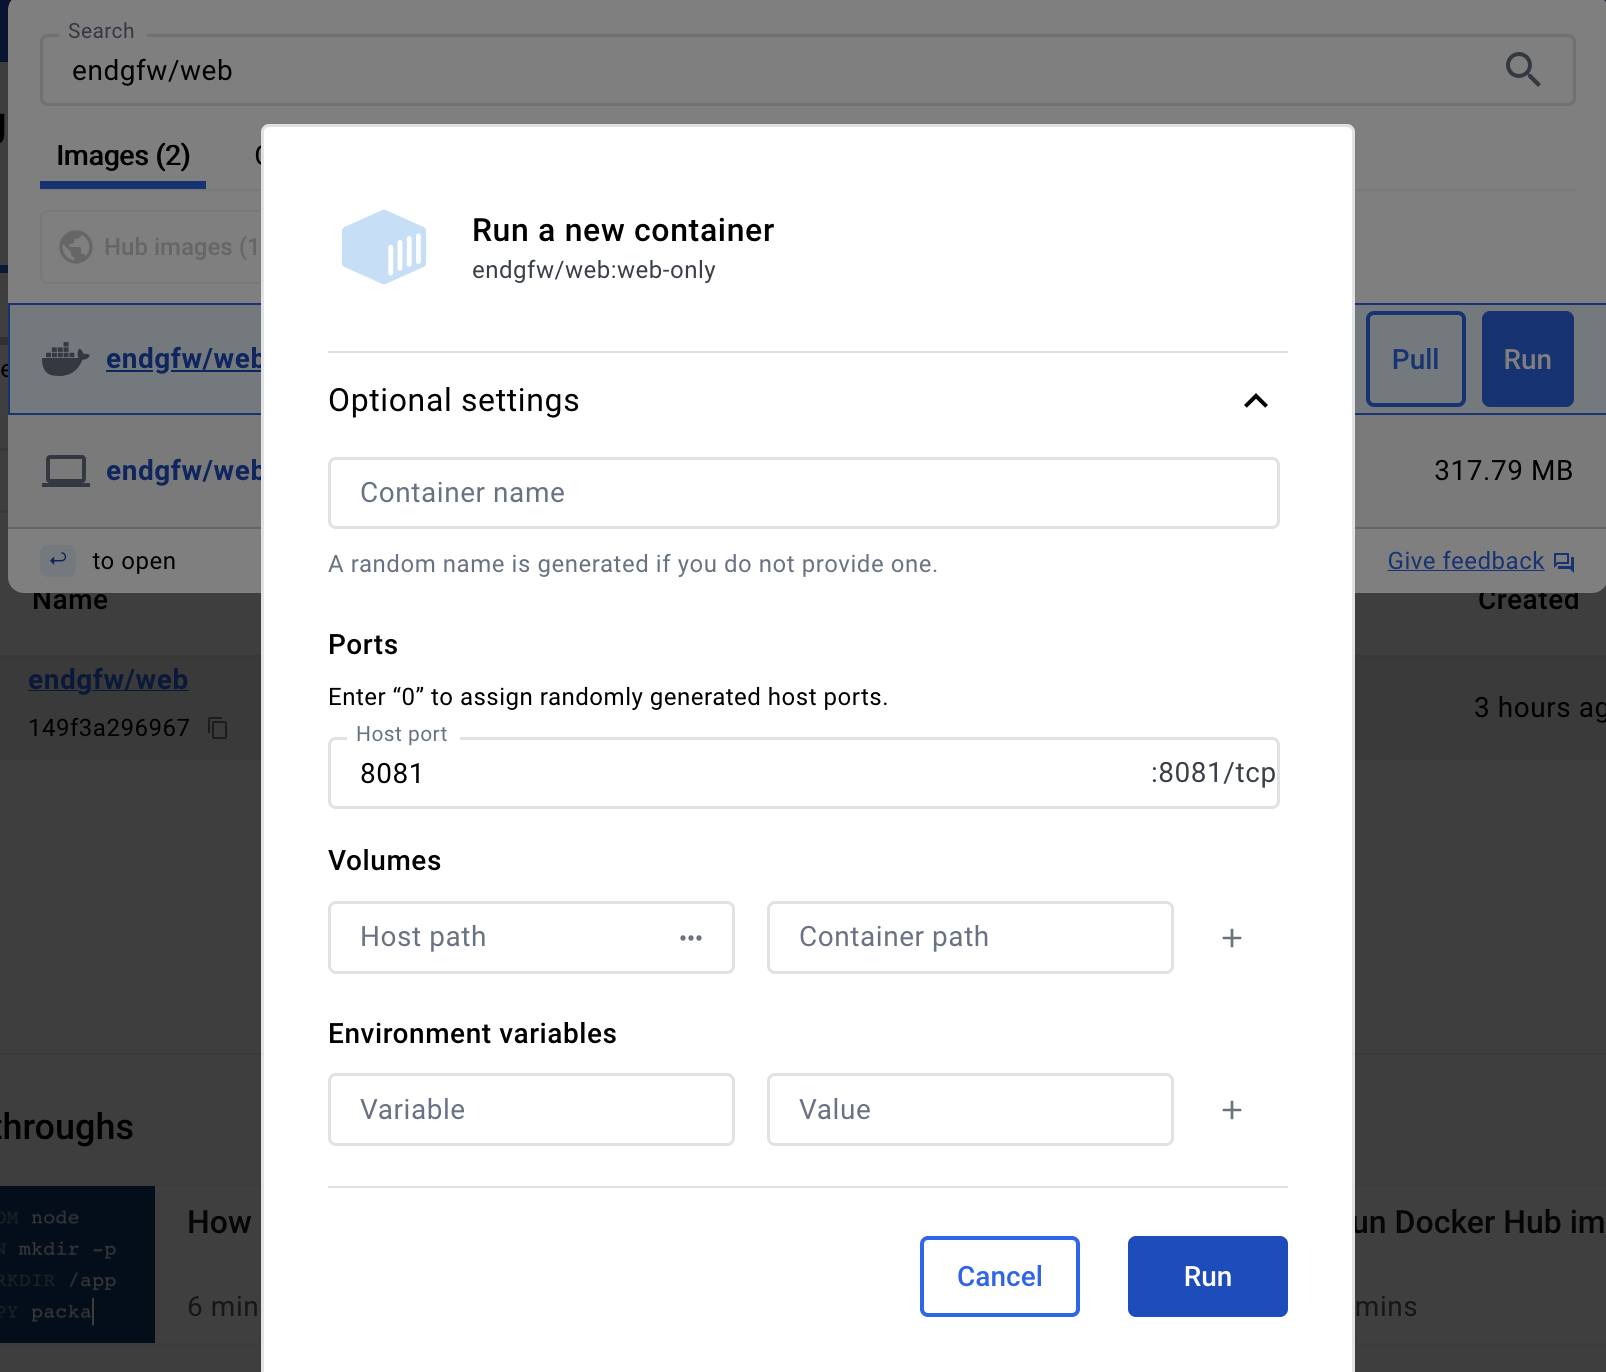 Search
endgfw/web
Images (2)
Hub images (1
Run a new container
endgfw/web:web-only
endgfw/web
Pull
Run
Optional settings
Container name
endgfw/web
317.79 MB
to open
A random name is generated if you do not provide one.
Give feedback
Name
Created
Ports
endgfw/web
Enter “0” to assign randomly generated host ports.
149f3a296967
3 hours ag
Host port
8081
:8081/tcp
Volumes
Host path
Container path
Environment variables
Variable
Value
throughs
OM node
N mkdir -p
RKDIR /app
PY packa
How
un Docker Hub im
6 min
mins
Cancel
Run